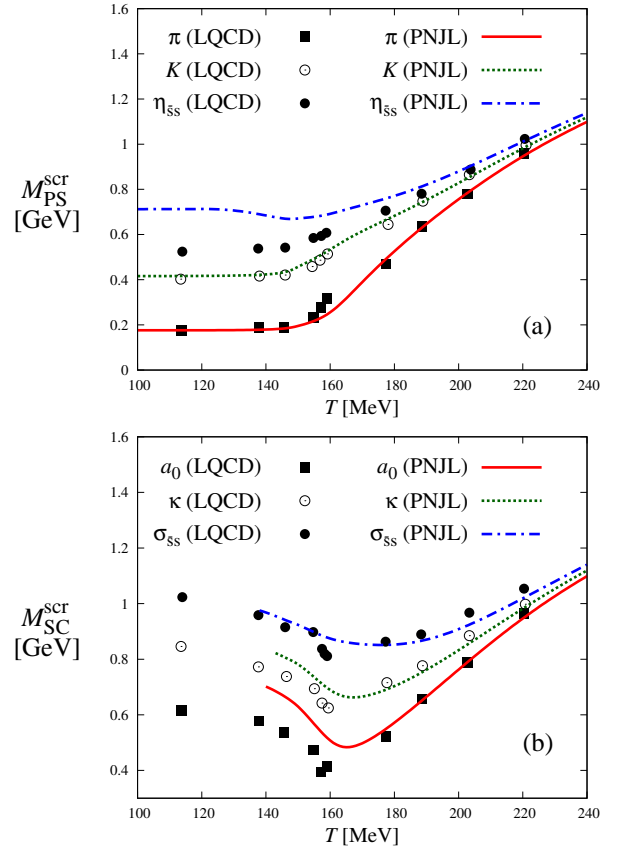 1.6
1.4
1.2
1
0.8
0.6
0.4
0.2
0
M_PS^scr
[GeV]
π (LQCD) π (PNJL)
K (LQCD) K (PNJL)
η_s̄s (LQCD) η_s̄s (PNJL)
(a)
100 120 140 160 180 200 220 240
T [MeV]
1.6
1.4
1.2
1
0.8
0.6
0.4
M_SC^scr
[GeV]
a₀ (LQCD) a₀ (PNJL)
κ (LQCD) κ (PNJL)
σ_s̄s (LQCD) σ_s̄s (PNJL)
(b)
100 120 140 160 180 200 220 240
T [MeV]